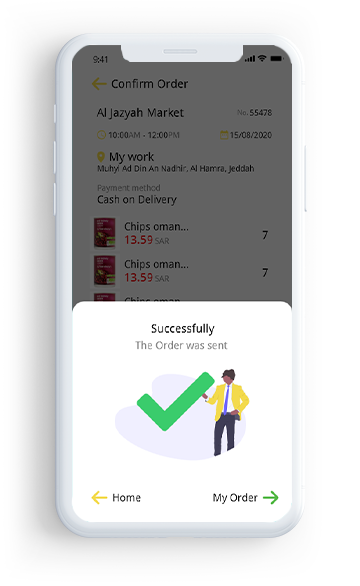 9:41
Confirm Order
Al Jazyah Market
No. 55478
10:00AM - 12:00PM
15/08/2020
My work
Muhyi Ad Din An Nadhir, Al Hamra, Jeddah
Payment method
Cash on Delivery
Chips oman...
13.59 SAR
7
Chips oman...
13.59 SAR
7
Chips oman...
Successfully
The Order was sent
Home
My Order